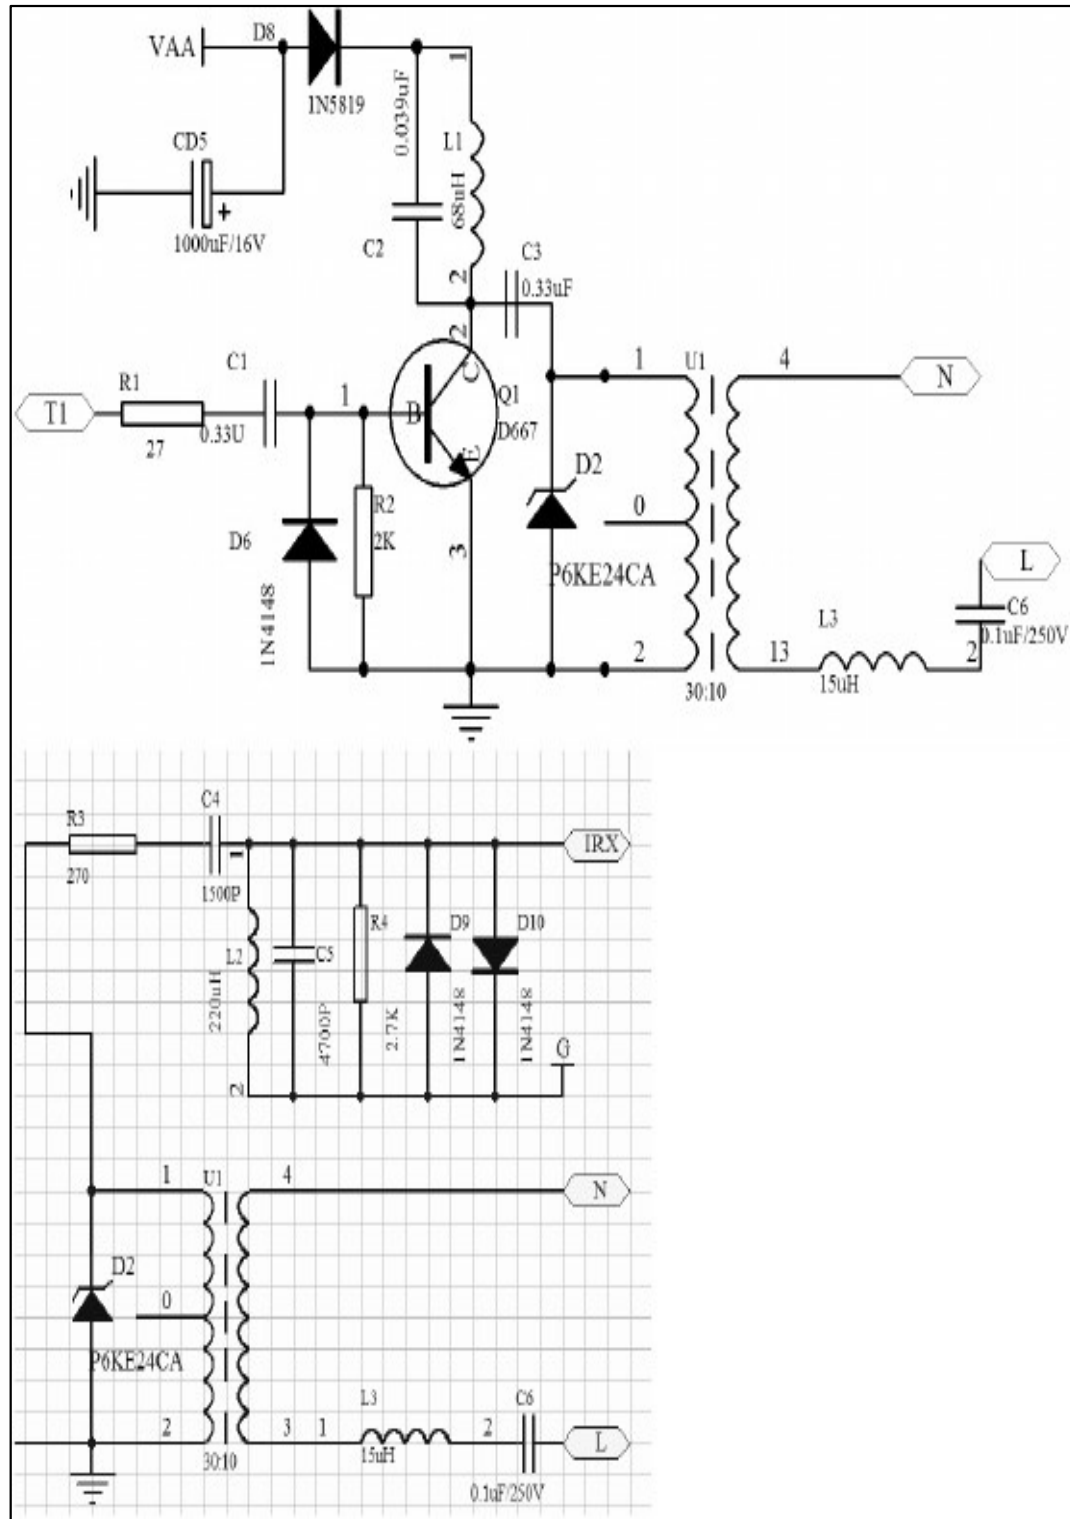 VAA
D8
1N5819
CD5
+
1000uF/16V
0.039uF
C2
1
L1
68uH
2
C3
0.33uF
T1
R1
27
C1
0.33U
1
2
C
B
E
Q1
D667
3
D6
1N4148
R2
2K
D2
P6KE24CA
1
0
2
U1
30:10
4
N
13
L3
15uH
2
C6
0.1uF/250V
L
R3
270
C4
1500P
1
L2
220uH
2
C5
4700P
R4
2.7K
D9
1N4148
D10
1N4148
IRX
G
1
U1
4
N
D2
0
P6KE24CA
2
30:10
3
1
L3
15uH
2
C6
0.1uF/250V
L